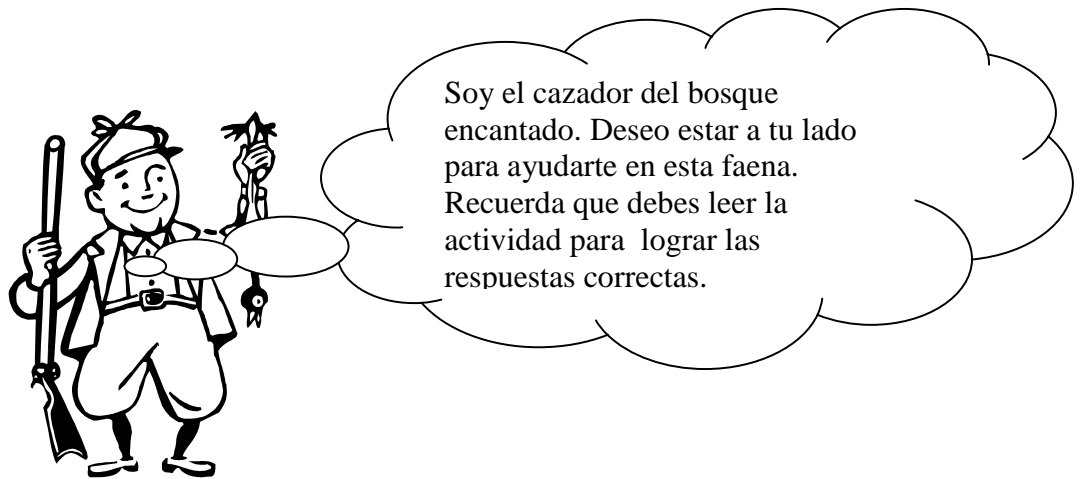 Soy el cazador del bosque
encantado. Deseo estar a tu lado
para ayudarte en esta faena.
Recuerda que debes leer la
actividad para  lograr las
respuestas correctas.